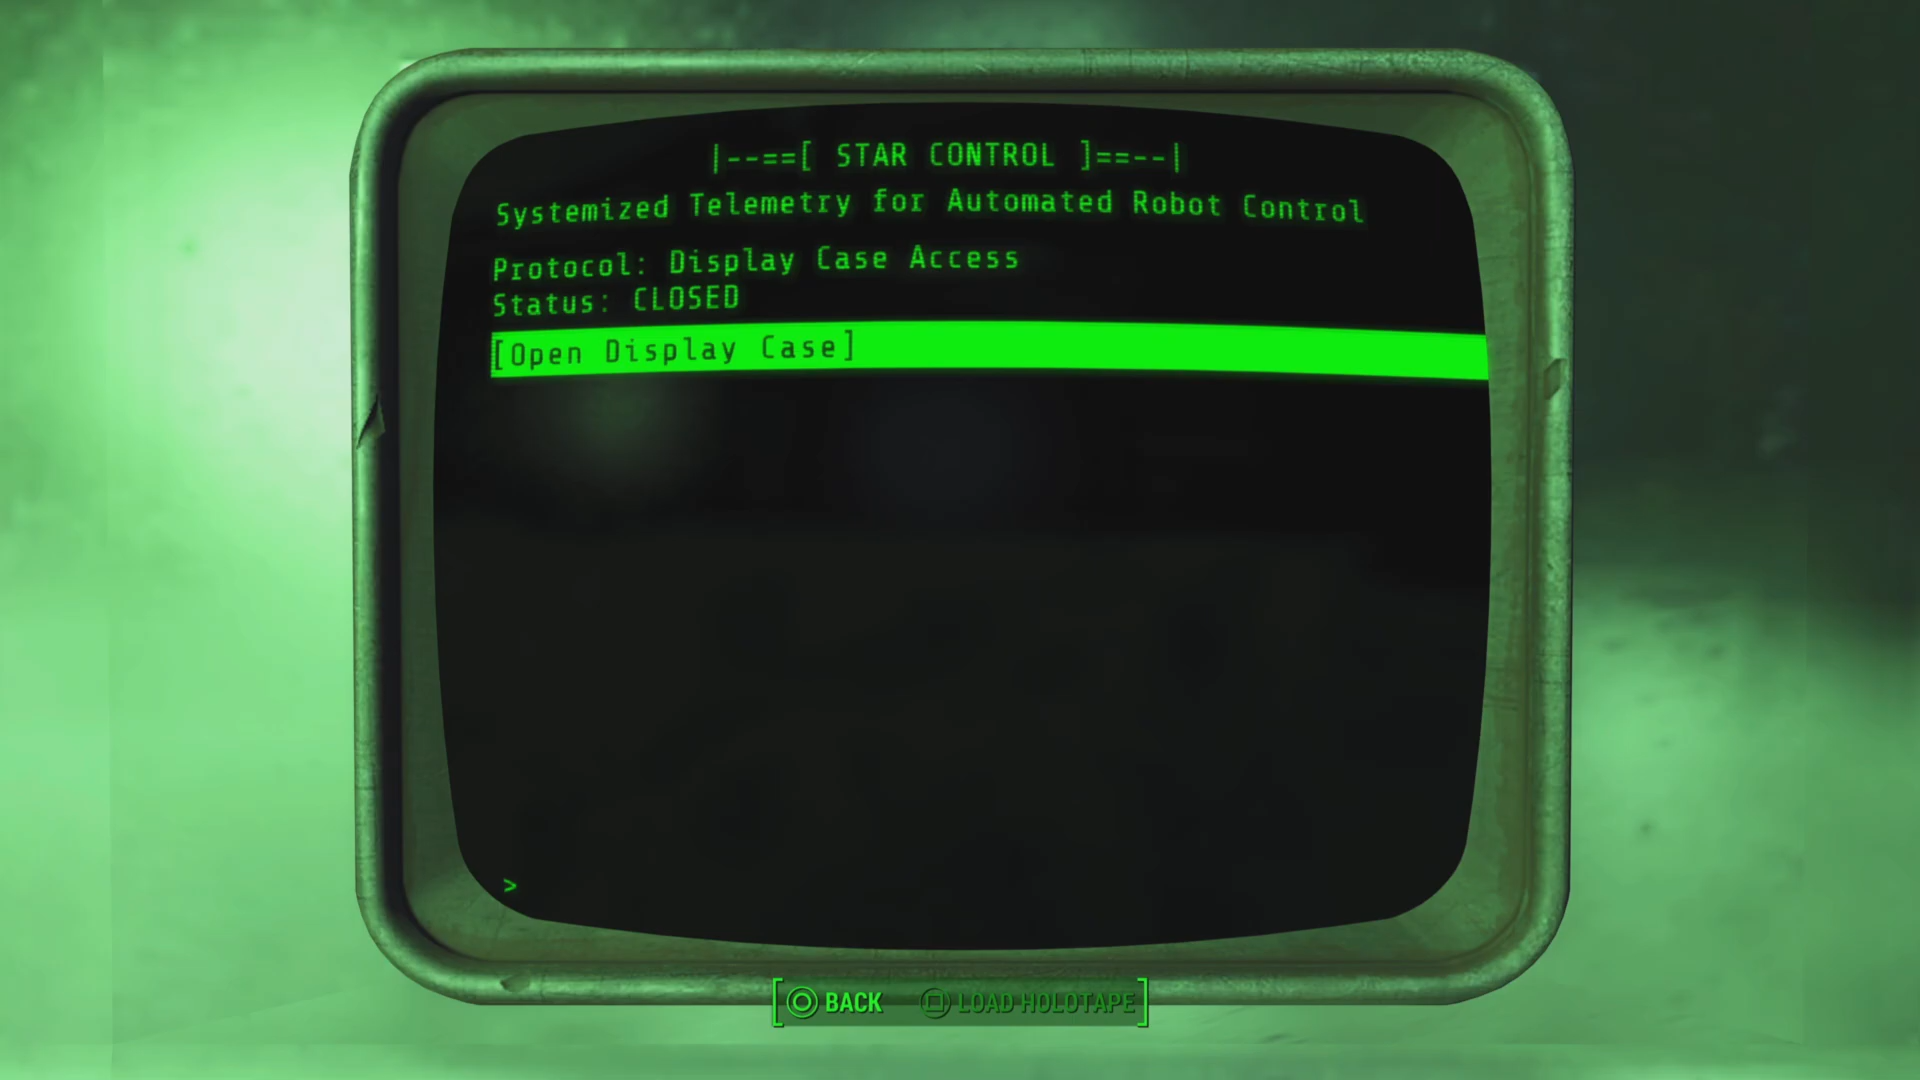 |--==[ STAR CONTROL ]==--|
Systemized Telemetry for Automated Robot Control
Protocol: Display Case Access
Status: CLOSED
[Open Display Case]
>
BACK LOAD HOLOTAPE